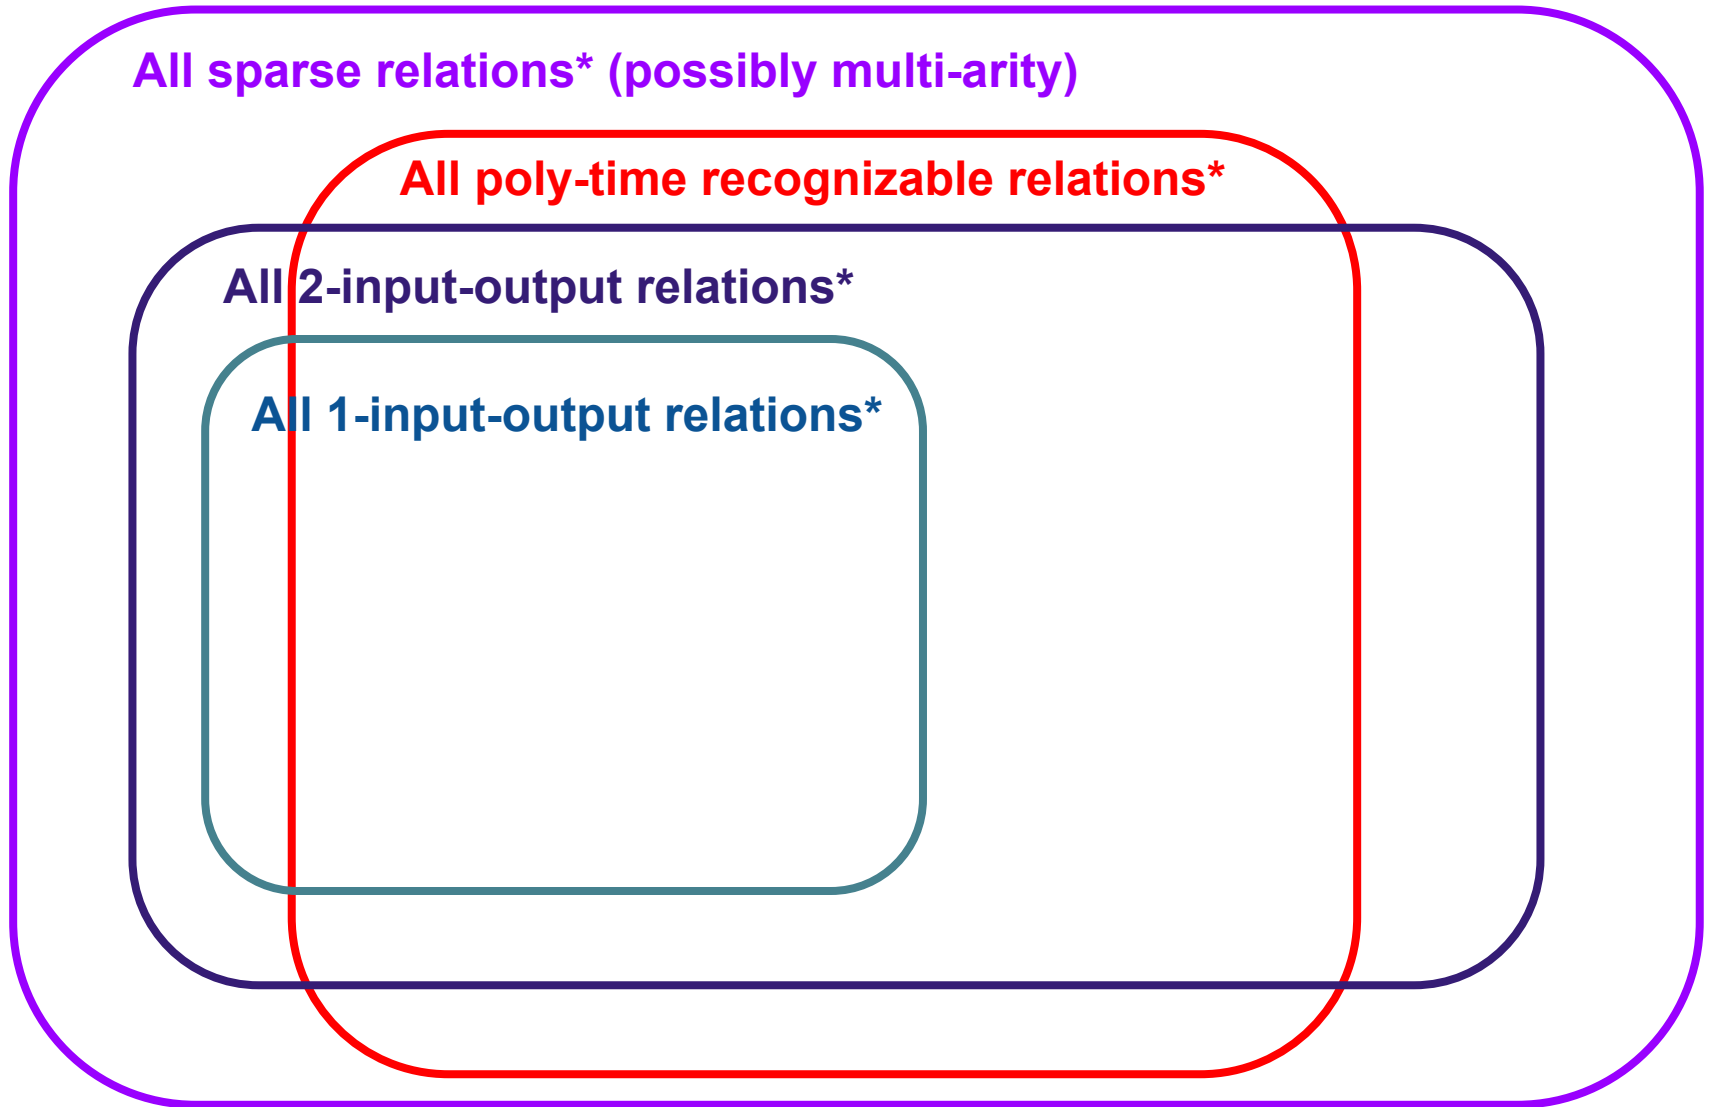 All sparse relations* (possibly multi-arity)
All poly-time recognizable relations*
All 2-input-output relations*
All 1-input-output relations*